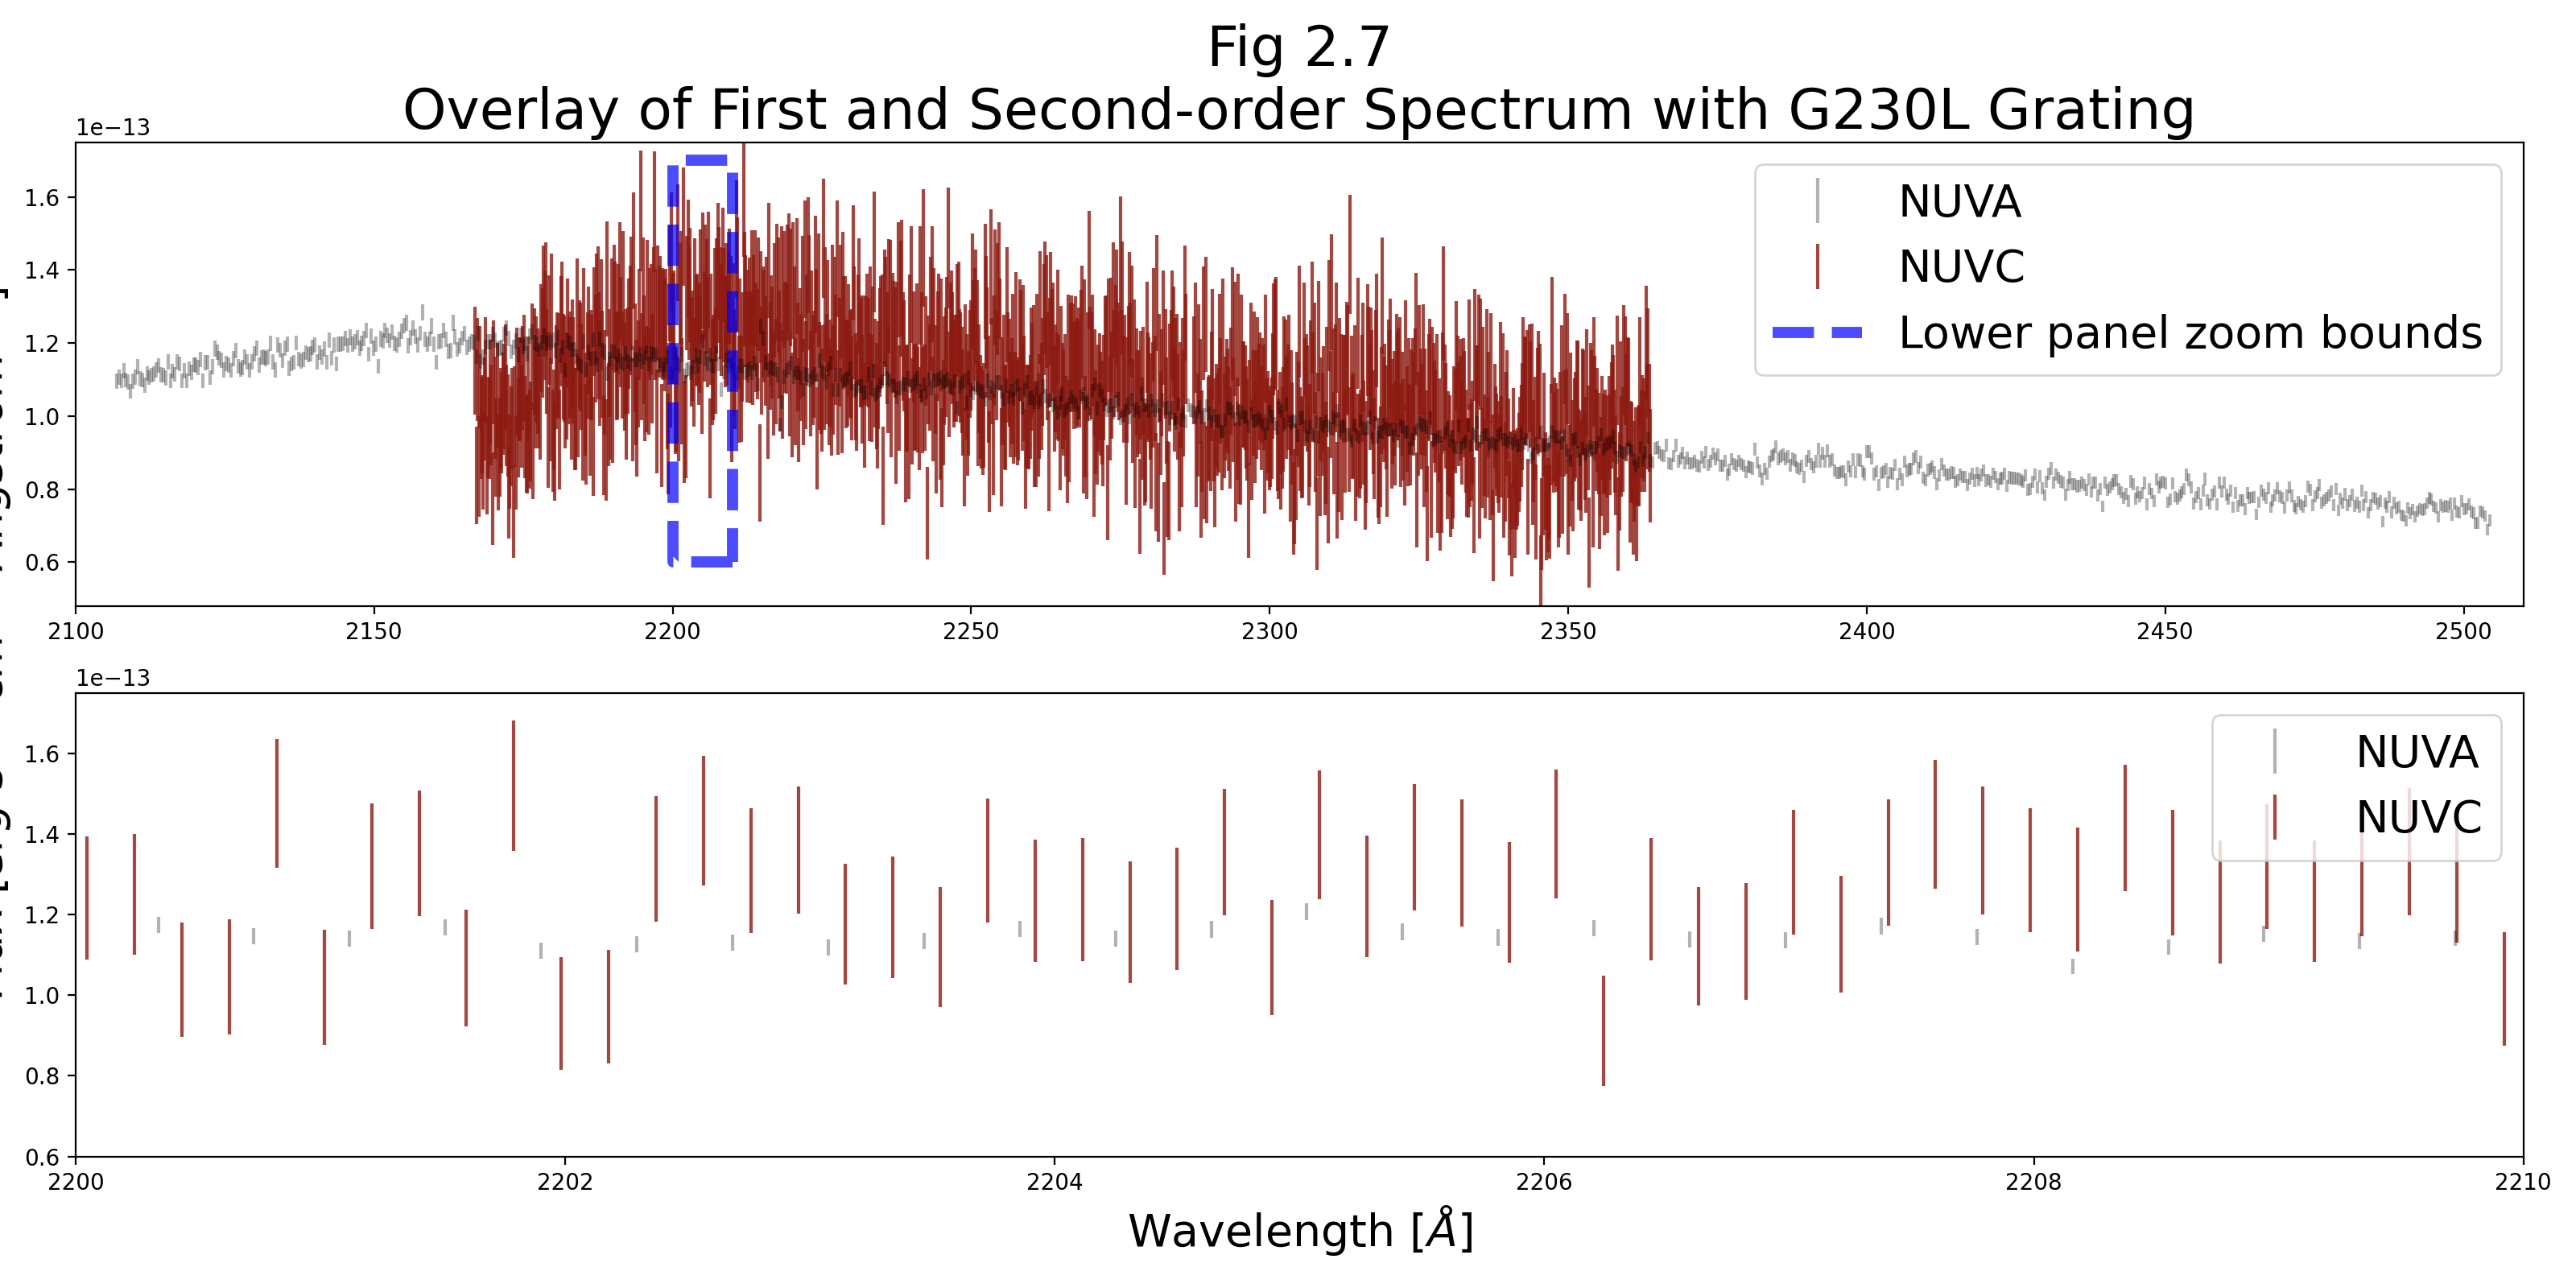 Fig 2.7
Overlay of First and Second-order Spectrum with G230L Grating
1e−13
1.6
1.4
1.2
1.0
0.8
0.6
NUVA
NUVC
Lower panel zoom bounds
2100 2150 2200 2250 2300 2350 2400 2450 2500
1e−13
1.6
1.4
1.2
1.0
0.8
0.6
NUVA
NUVC
2200 2202 2204 2206 2208 2210
Wavelength [Å]